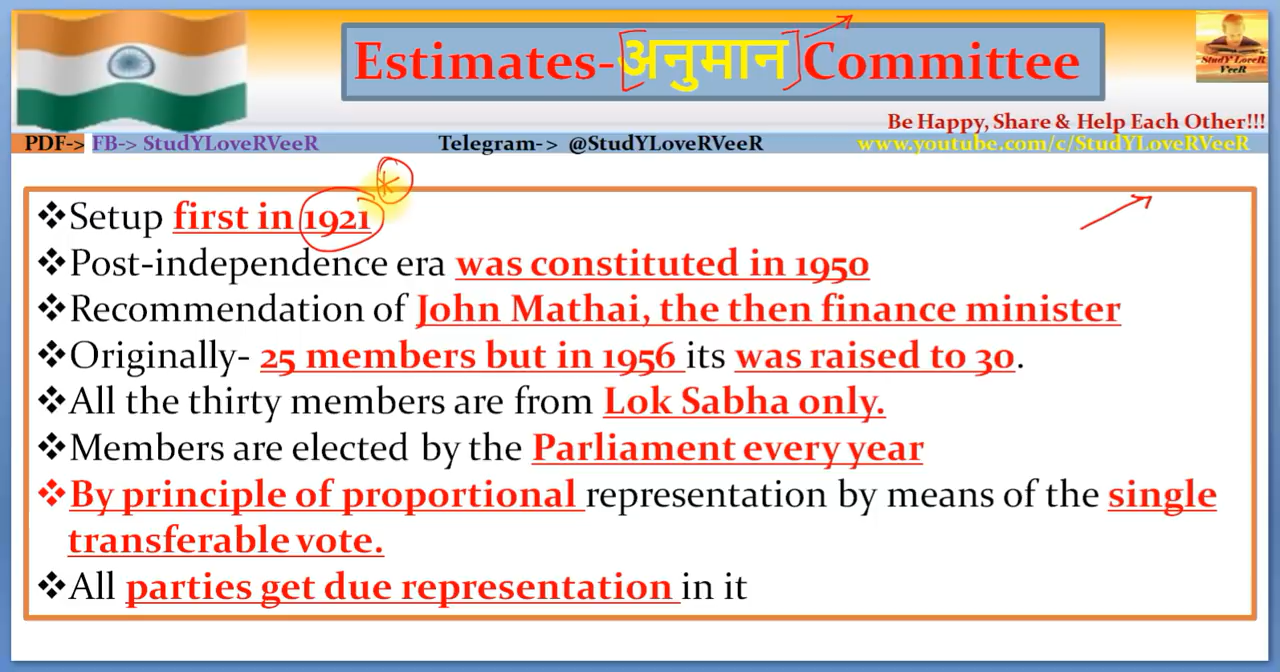 Estimates-अनुमान Committee
StudY LoveR
VeeR
Be Happy, Share & Help Each Other!!!
PDF-> FB-> StudYLoveRVeeR Telegram-> @StudYLoveRVeeR www.youtube.com/c/StudYLoveRVeeR
❖Setup first in 1921
❖Post-independence era was constituted in 1950
❖Recommendation of John Mathai, the then finance minister
❖Originally- 25 members but in 1956 its was raised to 30.
❖All the thirty members are from Lok Sabha only.
❖Members are elected by the Parliament every year
❖By principle of proportional representation by means of the single
transferable vote.
❖All parties get due representation in it